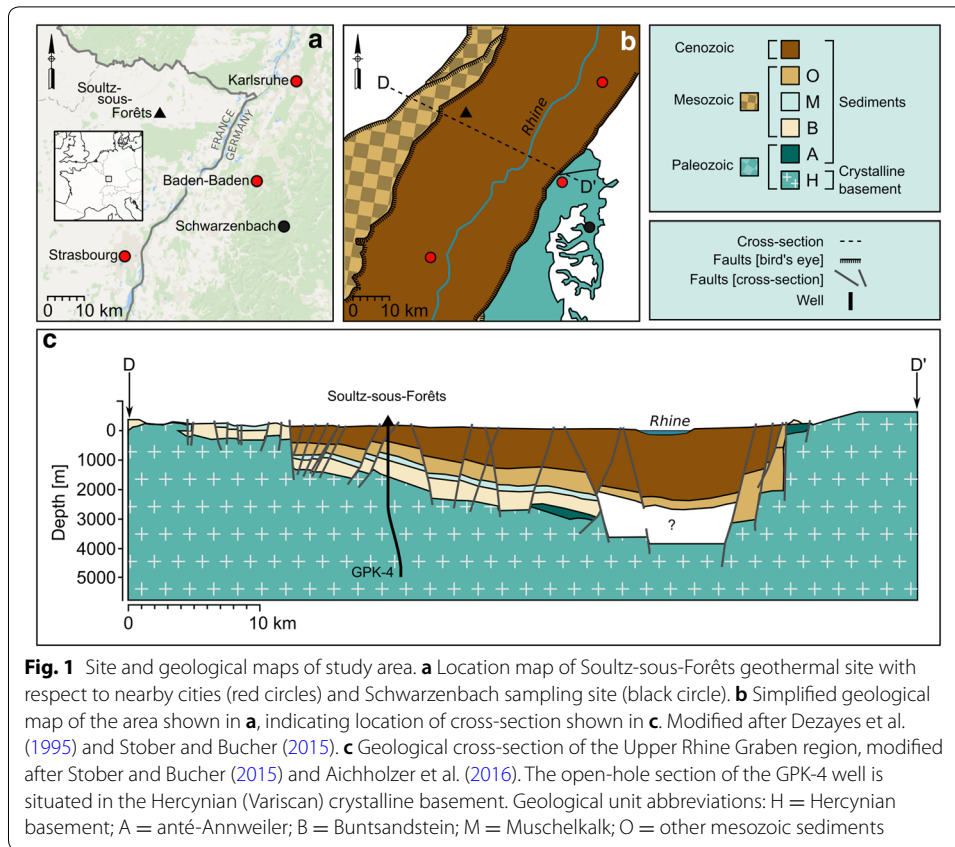 a
Karlsruhe
Soultz-
sous-
Forêts
FRANCE
GERMANY
Baden-Baden
Schwarzenbach
Strasbourg
0 10 km
b
D
Rhine
D'
0 10 km
Cenozoic
Mesozoic
Paleozoic
O
M
B
A
H
Sediments
Crystalline
basement
Cross-section
Faults [bird's eye]
Faults [cross-section]
Well
c
D
D'
Soultz-sous-Forêts
Rhine
Depth [m]
0
1000
2000
3000
4000
5000
?
GPK-4
0 10 km
Fig. 1 Site and geological maps of study area. a Location map of Soultz-sous-Forêts geothermal site with
respect to nearby cities (red circles) and Schwarzenbach sampling site (black circle). b Simplified geological
map of the area shown in a, indicating location of cross-section shown in c. Modified after Dezayes et al.
(1995) and Stober and Bucher (2015). c Geological cross-section of the Upper Rhine Graben region, modified
after Stober and Bucher (2015) and Aichholzer et al. (2016). The open-hole section of the GPK-4 well is
situated in the Hercynian (Variscan) crystalline basement. Geological unit abbreviations: H = Hercynian
basement; A = anté-Annweiler; B = Buntsandstein; M = Muschelkalk; O = other mesozoic sediments